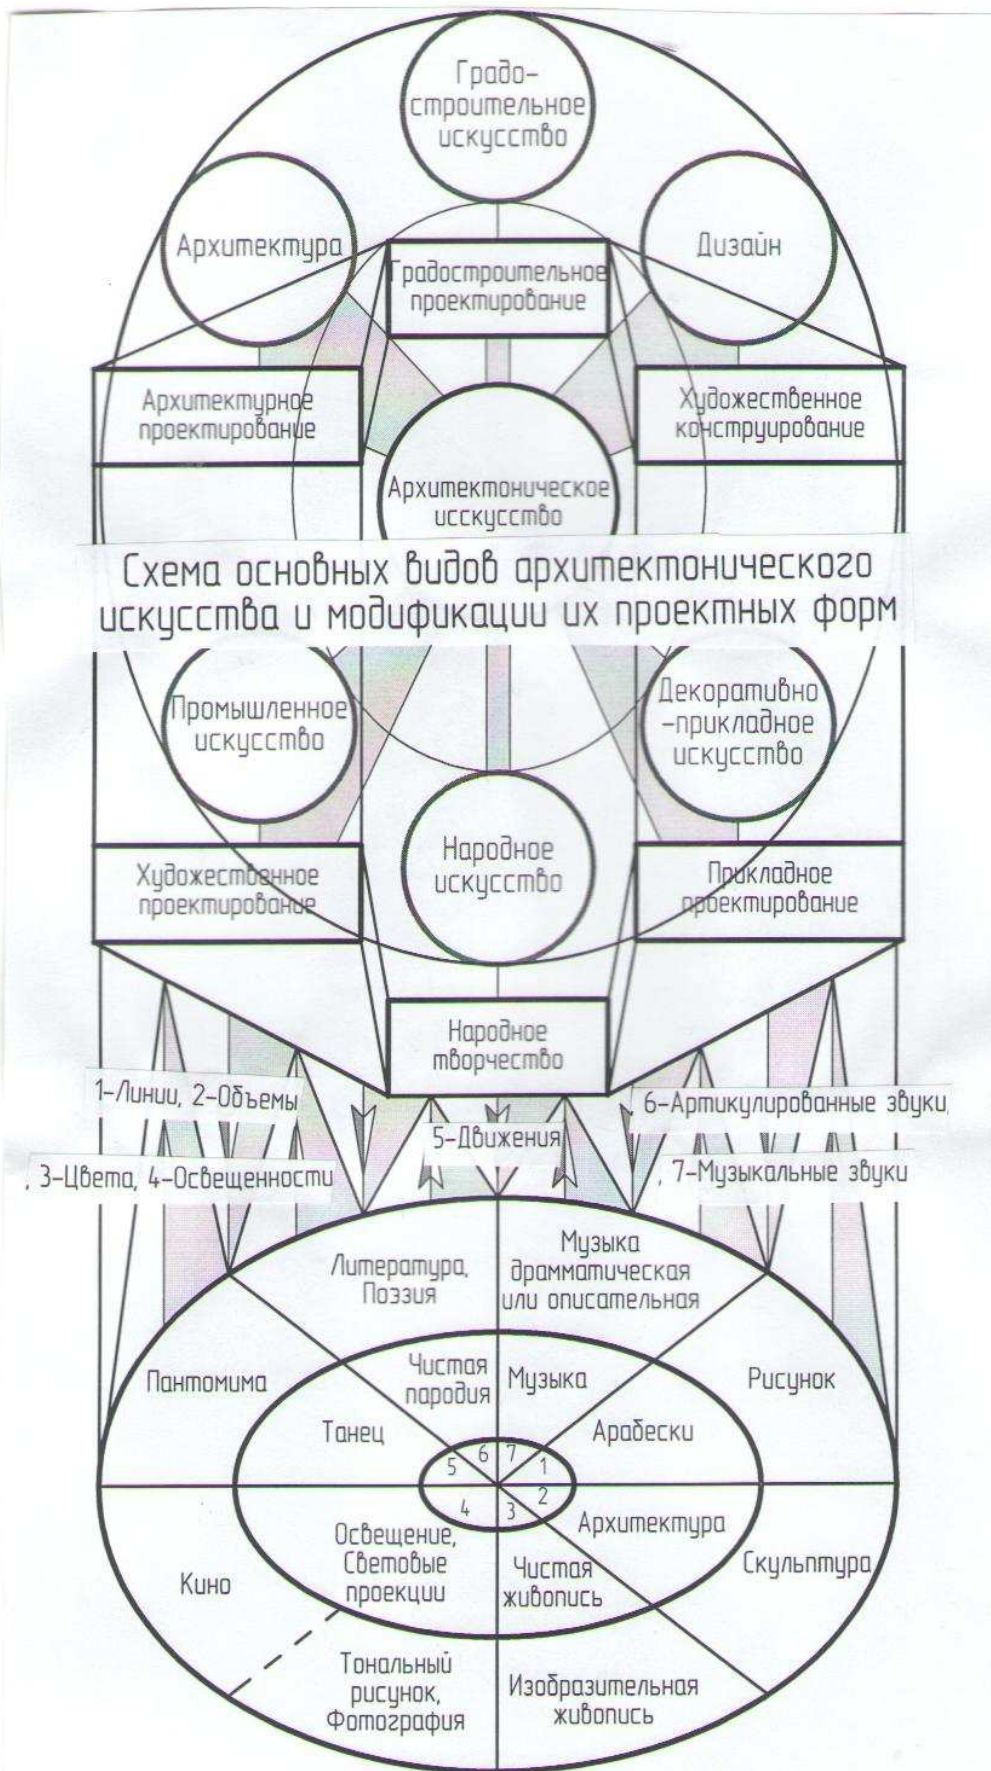 Градо-
строительное
искусство
Архитектура
Дизайн
Градостроительное
проектирование
Архитектурное
проектирование
Художественное
конструирование
Архитектоническое
исскусство
Схема основных видов архитектонического
искусства и модификации их проектных форм
Промышленное
искусство
Декоративно
-прикладное
искусство
Народное
искусство
Художественное
проектирование
Прикладное
проектирование
Народное
творчество
1-Линии, 2-Объемы
, 3-Цвета, 4-Освещенности
5-Движения
, 6-Артикулированные звуки,
, 7-Музыкальные звуки
Литература,
Поэзия
Музыка
драмматическая
или описательная
Пантомима
Чистая
пародия
Музыка
Рисунок
Танец
Арабески
5
6
7
1
4
3
2
Освещение,
Световые
проекции
Архитектура
Чистая
живопись
Кино
Скульптура
Тональный
рисунок,
Фотография
Изобразительная
живопись